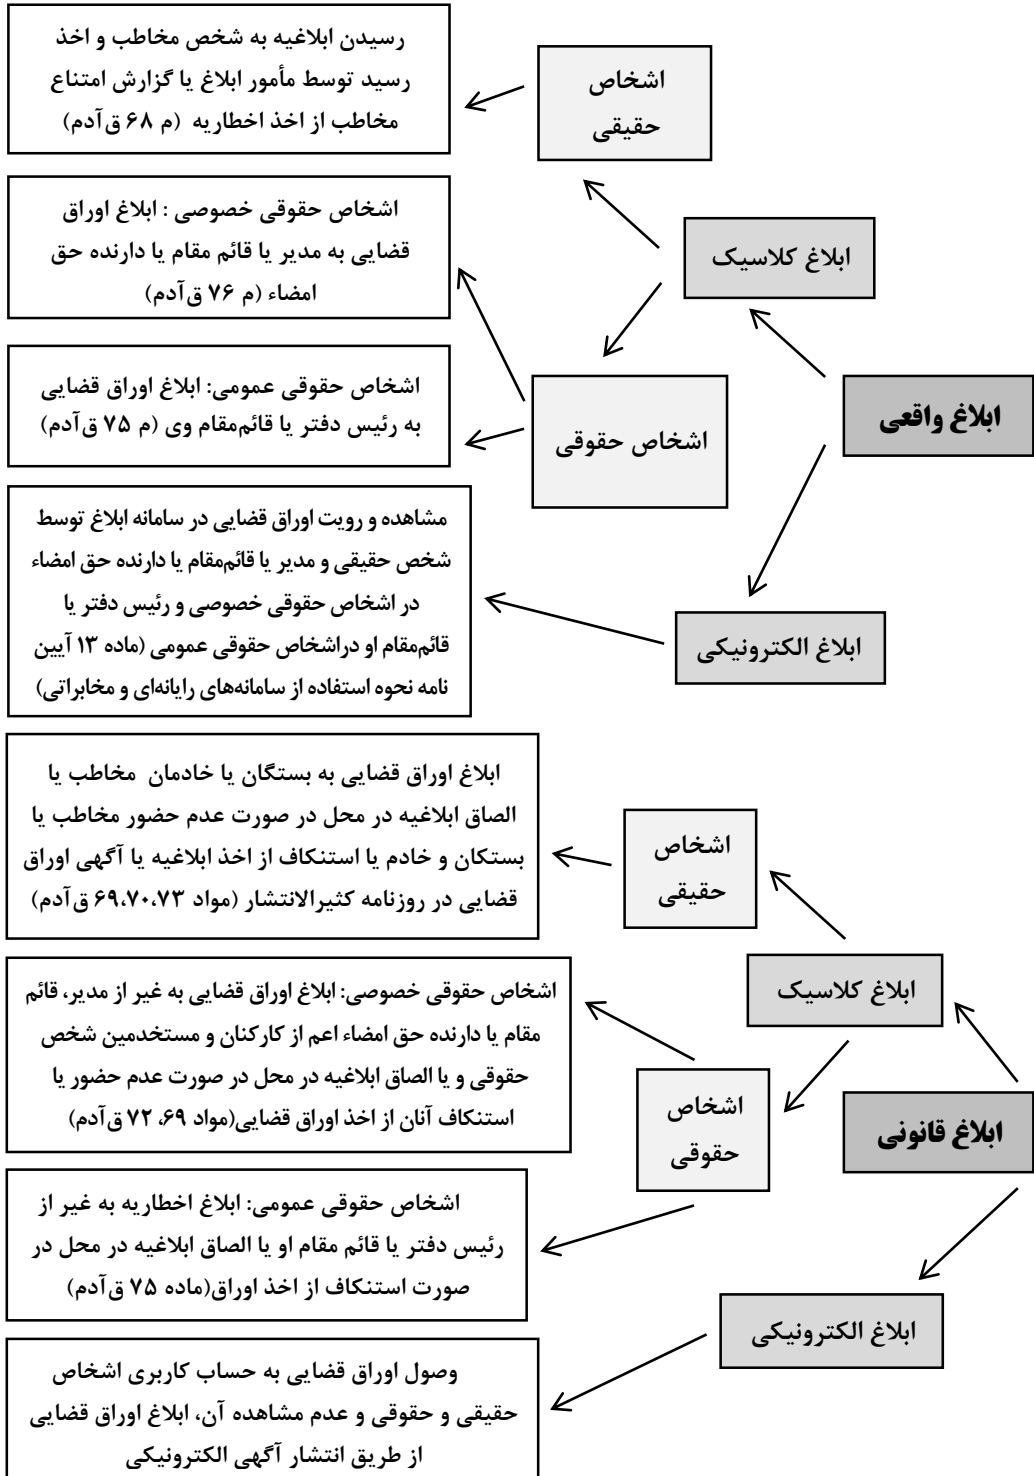 ابلاغ واقعی
ابلاغ کلاسیک
اشخاص
حقیقی
رسیدن ابلاغیه به شخص مخاطب و اخذ
رسید توسط مأمور ابلاغ یا گزارش امتناع
مخاطب از اخذ اخطاریه (م ۶۸ ق‌آدم)
اشخاص حقوقی
اشخاص حقوقی خصوصی : ابلاغ اوراق
قضایی به مدیر یا قائم مقام یا دارنده حق
امضاء (م ۷۶ ق‌آدم)
اشخاص حقوقی عمومی: ابلاغ اوراق قضایی
به رئیس دفتر یا قائم‌مقام وی (م ۷۵ ق‌آدم)
ابلاغ الکترونیکی
مشاهده و رویت اوراق قضایی در سامانه ابلاغ توسط
شخص حقیقی و مدیر یا قائم‌مقام یا دارنده حق امضاء
در اشخاص حقوقی خصوصی و رئیس دفتر یا
قائم‌مقام او دراشخاص حقوقی عمومی (ماده ۱۳ آیین
نامه نحوه استفاده از سامانه‌های رایانه‌ای و مخابراتی)
ابلاغ قانونی
ابلاغ کلاسیک
اشخاص
حقیقی
ابلاغ اوراق قضایی به بستگان یا خادمان مخاطب یا
الصاق ابلاغیه در محل در صورت عدم حضور مخاطب یا
بستکان و خادم یا استنکاف از اخذ ابلاغیه یا آگهی اوراق
قضایی در روزنامه کثیرالانتشار (مواد ۶۹،۷۰،۷۳ ق‌آدم)
اشخاص
حقوقی
اشخاص حقوقی خصوصی: ابلاغ اوراق قضایی به غیر از مدیر، قائم
مقام یا دارنده حق امضاء اعم از کارکنان و مستخدمین شخص
حقوقی و یا الصاق ابلاغیه در محل در صورت عدم حضور یا
استنکاف آنان از اخذ اوراق قضایی(مواد ۶۹، ۷۲ ق‌آدم)
اشخاص حقوقی عمومی: ابلاغ اخطاریه به غیر از
رئیس دفتر یا قائم مقام او یا الصاق ابلاغیه در محل در
صورت استنکاف از اخذ اوراق(ماده ۷۵ ق‌آدم)
ابلاغ الکترونیکی
وصول اوراق قضایی به حساب کاربری اشخاص
حقیقی و حقوقی و عدم مشاهده آن، ابلاغ اوراق قضایی
از طریق انتشار آگهی الکترونیکی